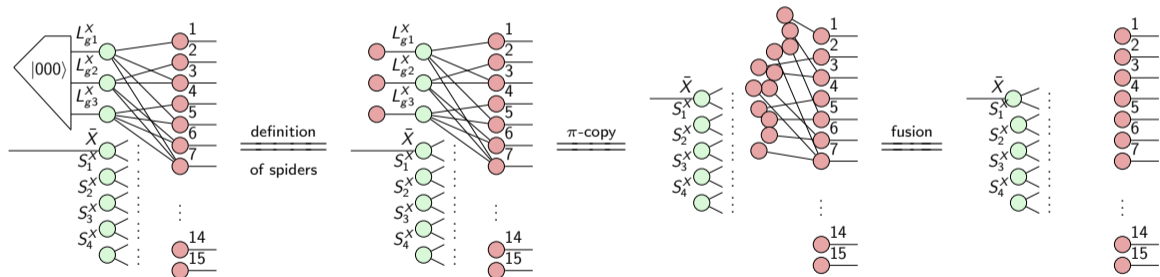 L^X_{g1}
L^X_{g2}
L^X_{g3}
|000⟩
X̄
S^X_1
S^X_2
S^X_3
S^X_4
1
2
3
4
5
6
7
14
15
definition
of spiders
L^X_{g1}
L^X_{g2}
L^X_{g3}
X̄
S^X_1
S^X_2
S^X_3
S^X_4
1
2
3
4
5
6
7
14
15
π-copy
X̄
S^X_1
S^X_2
S^X_3
S^X_4
1
2
3
4
5
6
7
14
15
fusion
X̄
S^X_1
S^X_2
S^X_3
S^X_4
1
2
3
4
5
6
7
14
15